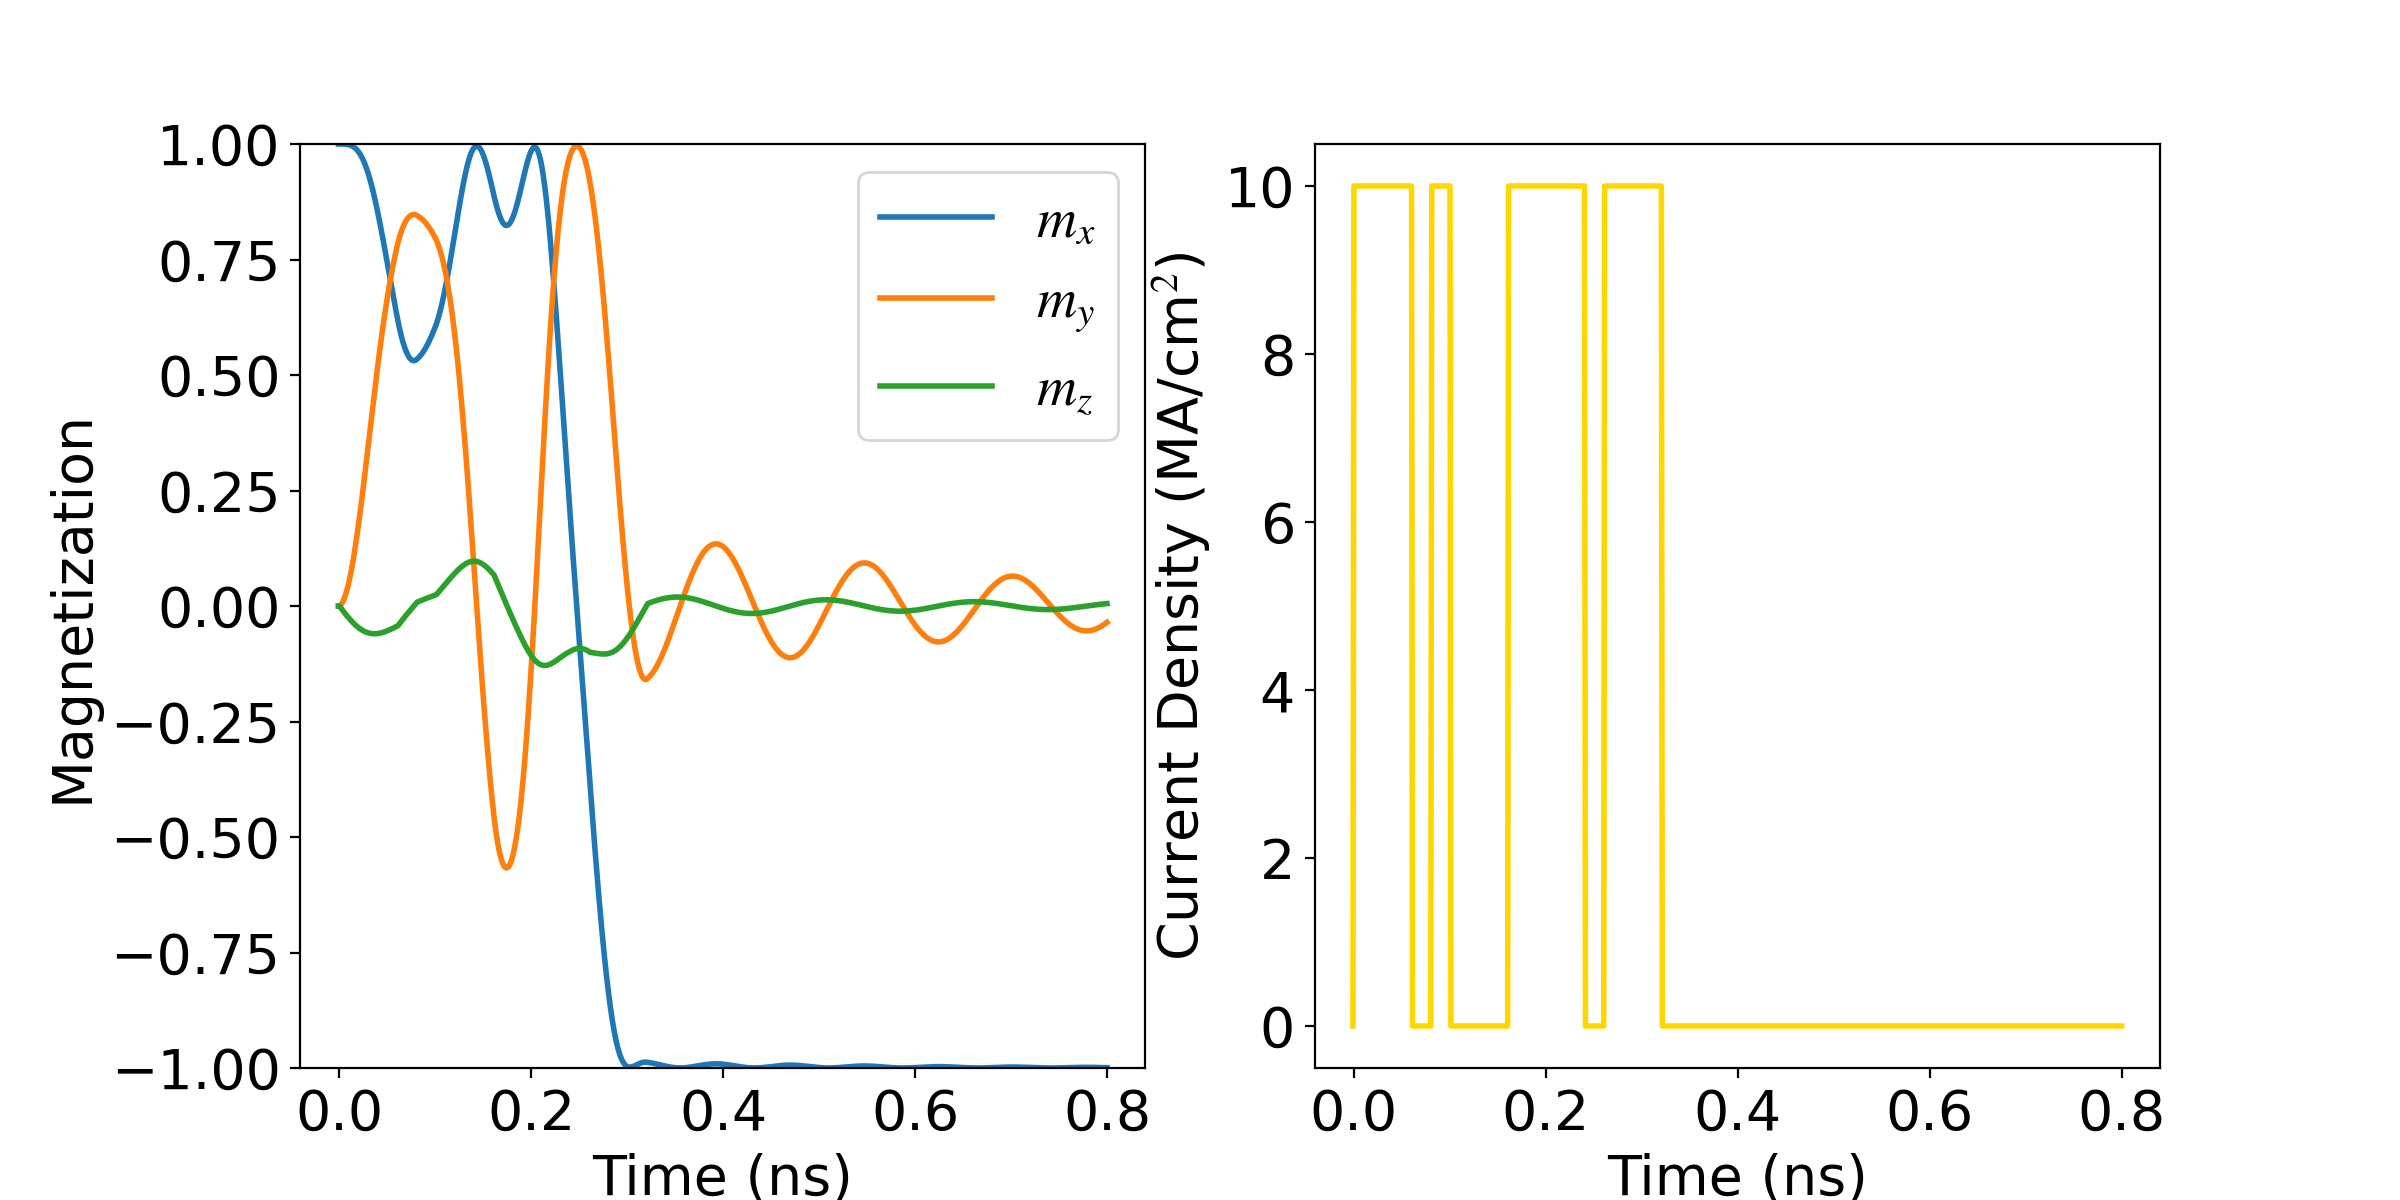 1.00
0.75
0.50
0.25
0.00
−0.25
−0.50
−0.75
−1.00
Magnetization
0.0 0.2 0.4 0.6 0.8
Time (ns)
m_x
m_y
m_z
10
8
6
4
2
0
Current Density (MA/cm²)
0.0 0.2 0.4 0.6 0.8
Time (ns)